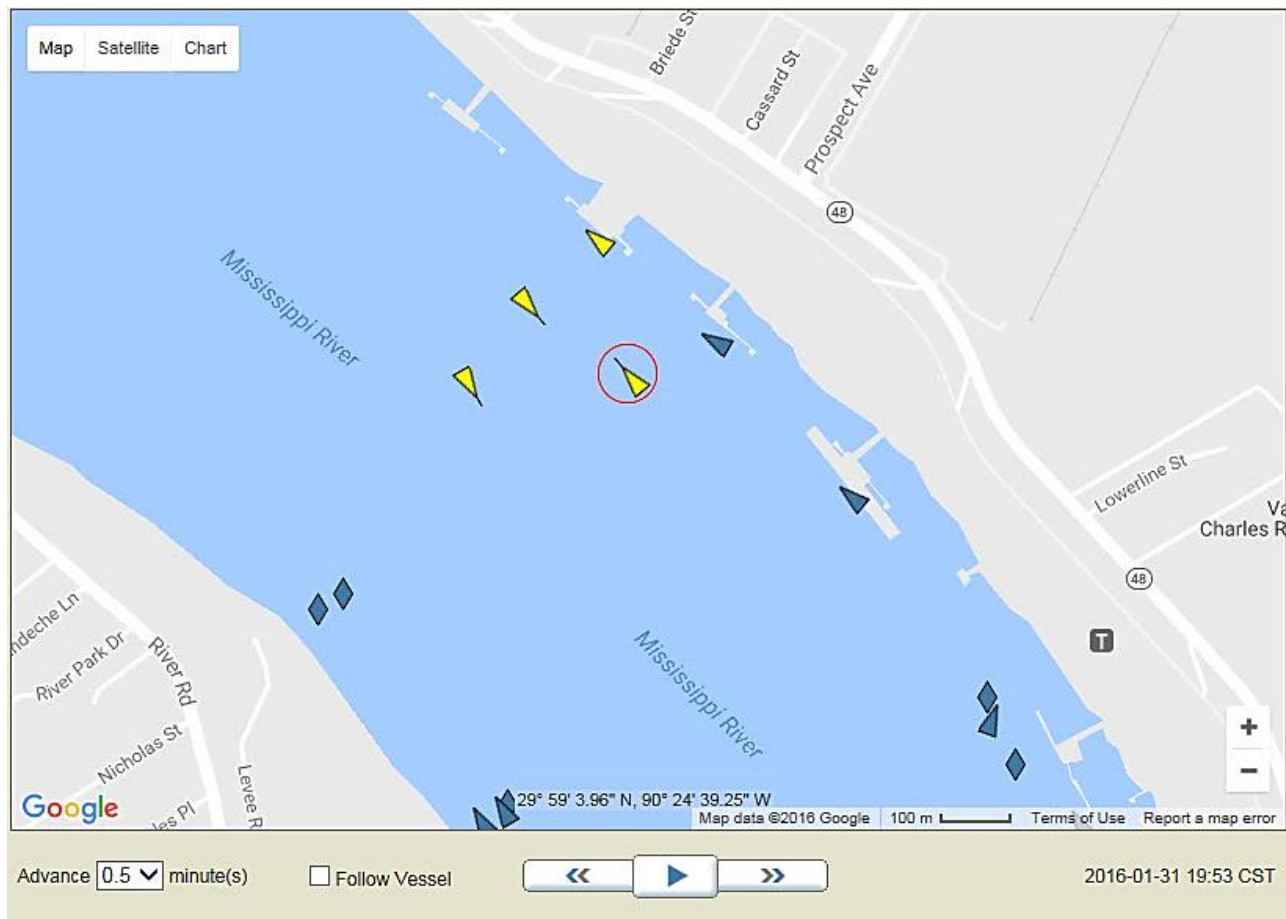 Map Satellite Chart
Briede St
Cassard St
Prospect Ave
48
Mississippi River
Lowerline St
Charles R
48
T
River Park Dr
River Rd
Nicholas St
Levee R
Mississippi River
Google
29° 59' 3.96" N, 90° 24' 39.25" W
Map data ©2016 Google 100 m Terms of Use Report a map error
Advance 0.5 minute(s) Follow Vessel 2016-01-31 19:53 CST